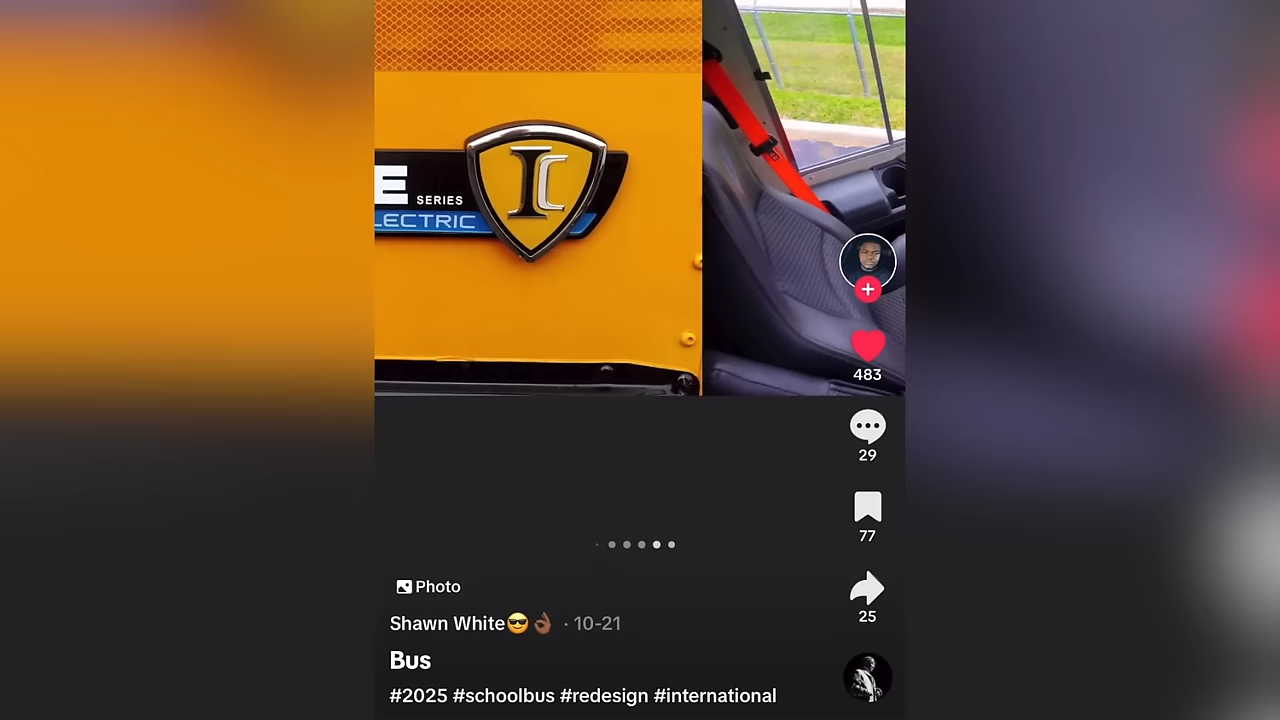 E SERIES
LECTRIC
IC
483
29
77
25
Photo
Shawn White😎👌🏾 · 10-21
Bus
#2025 #schoolbus #redesign #international